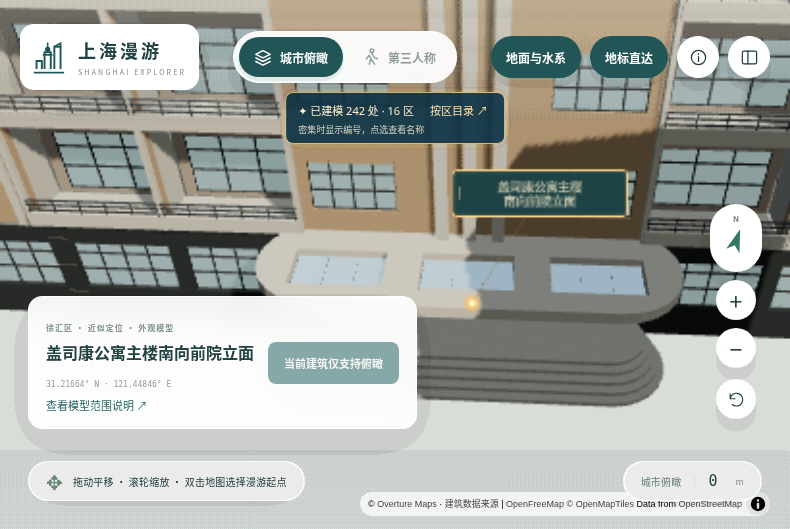 上海漫游
SHANGHAI EXPLORER
城市俯瞰
第三人称
地面与水系
地标直达
✦ 已建模 242 处 · 16 区 按区目录 ↗
密集时显示编号，点选查看名称
盖司康公寓主楼
南向前院立面
N
徐汇区 · 近似定位 · 外观模型
盖司康公寓主楼南向前院立面
当前建筑仅支持俯瞰
31.21664° N · 121.44846° E
查看模型范围说明 ↗
拖动平移 · 滚轮缩放 · 双击地图选择漫游起点
城市俯瞰 0 m
© Overture Maps · 建筑数据来源 | OpenFreeMap © OpenMapTiles Data from OpenStreetMap